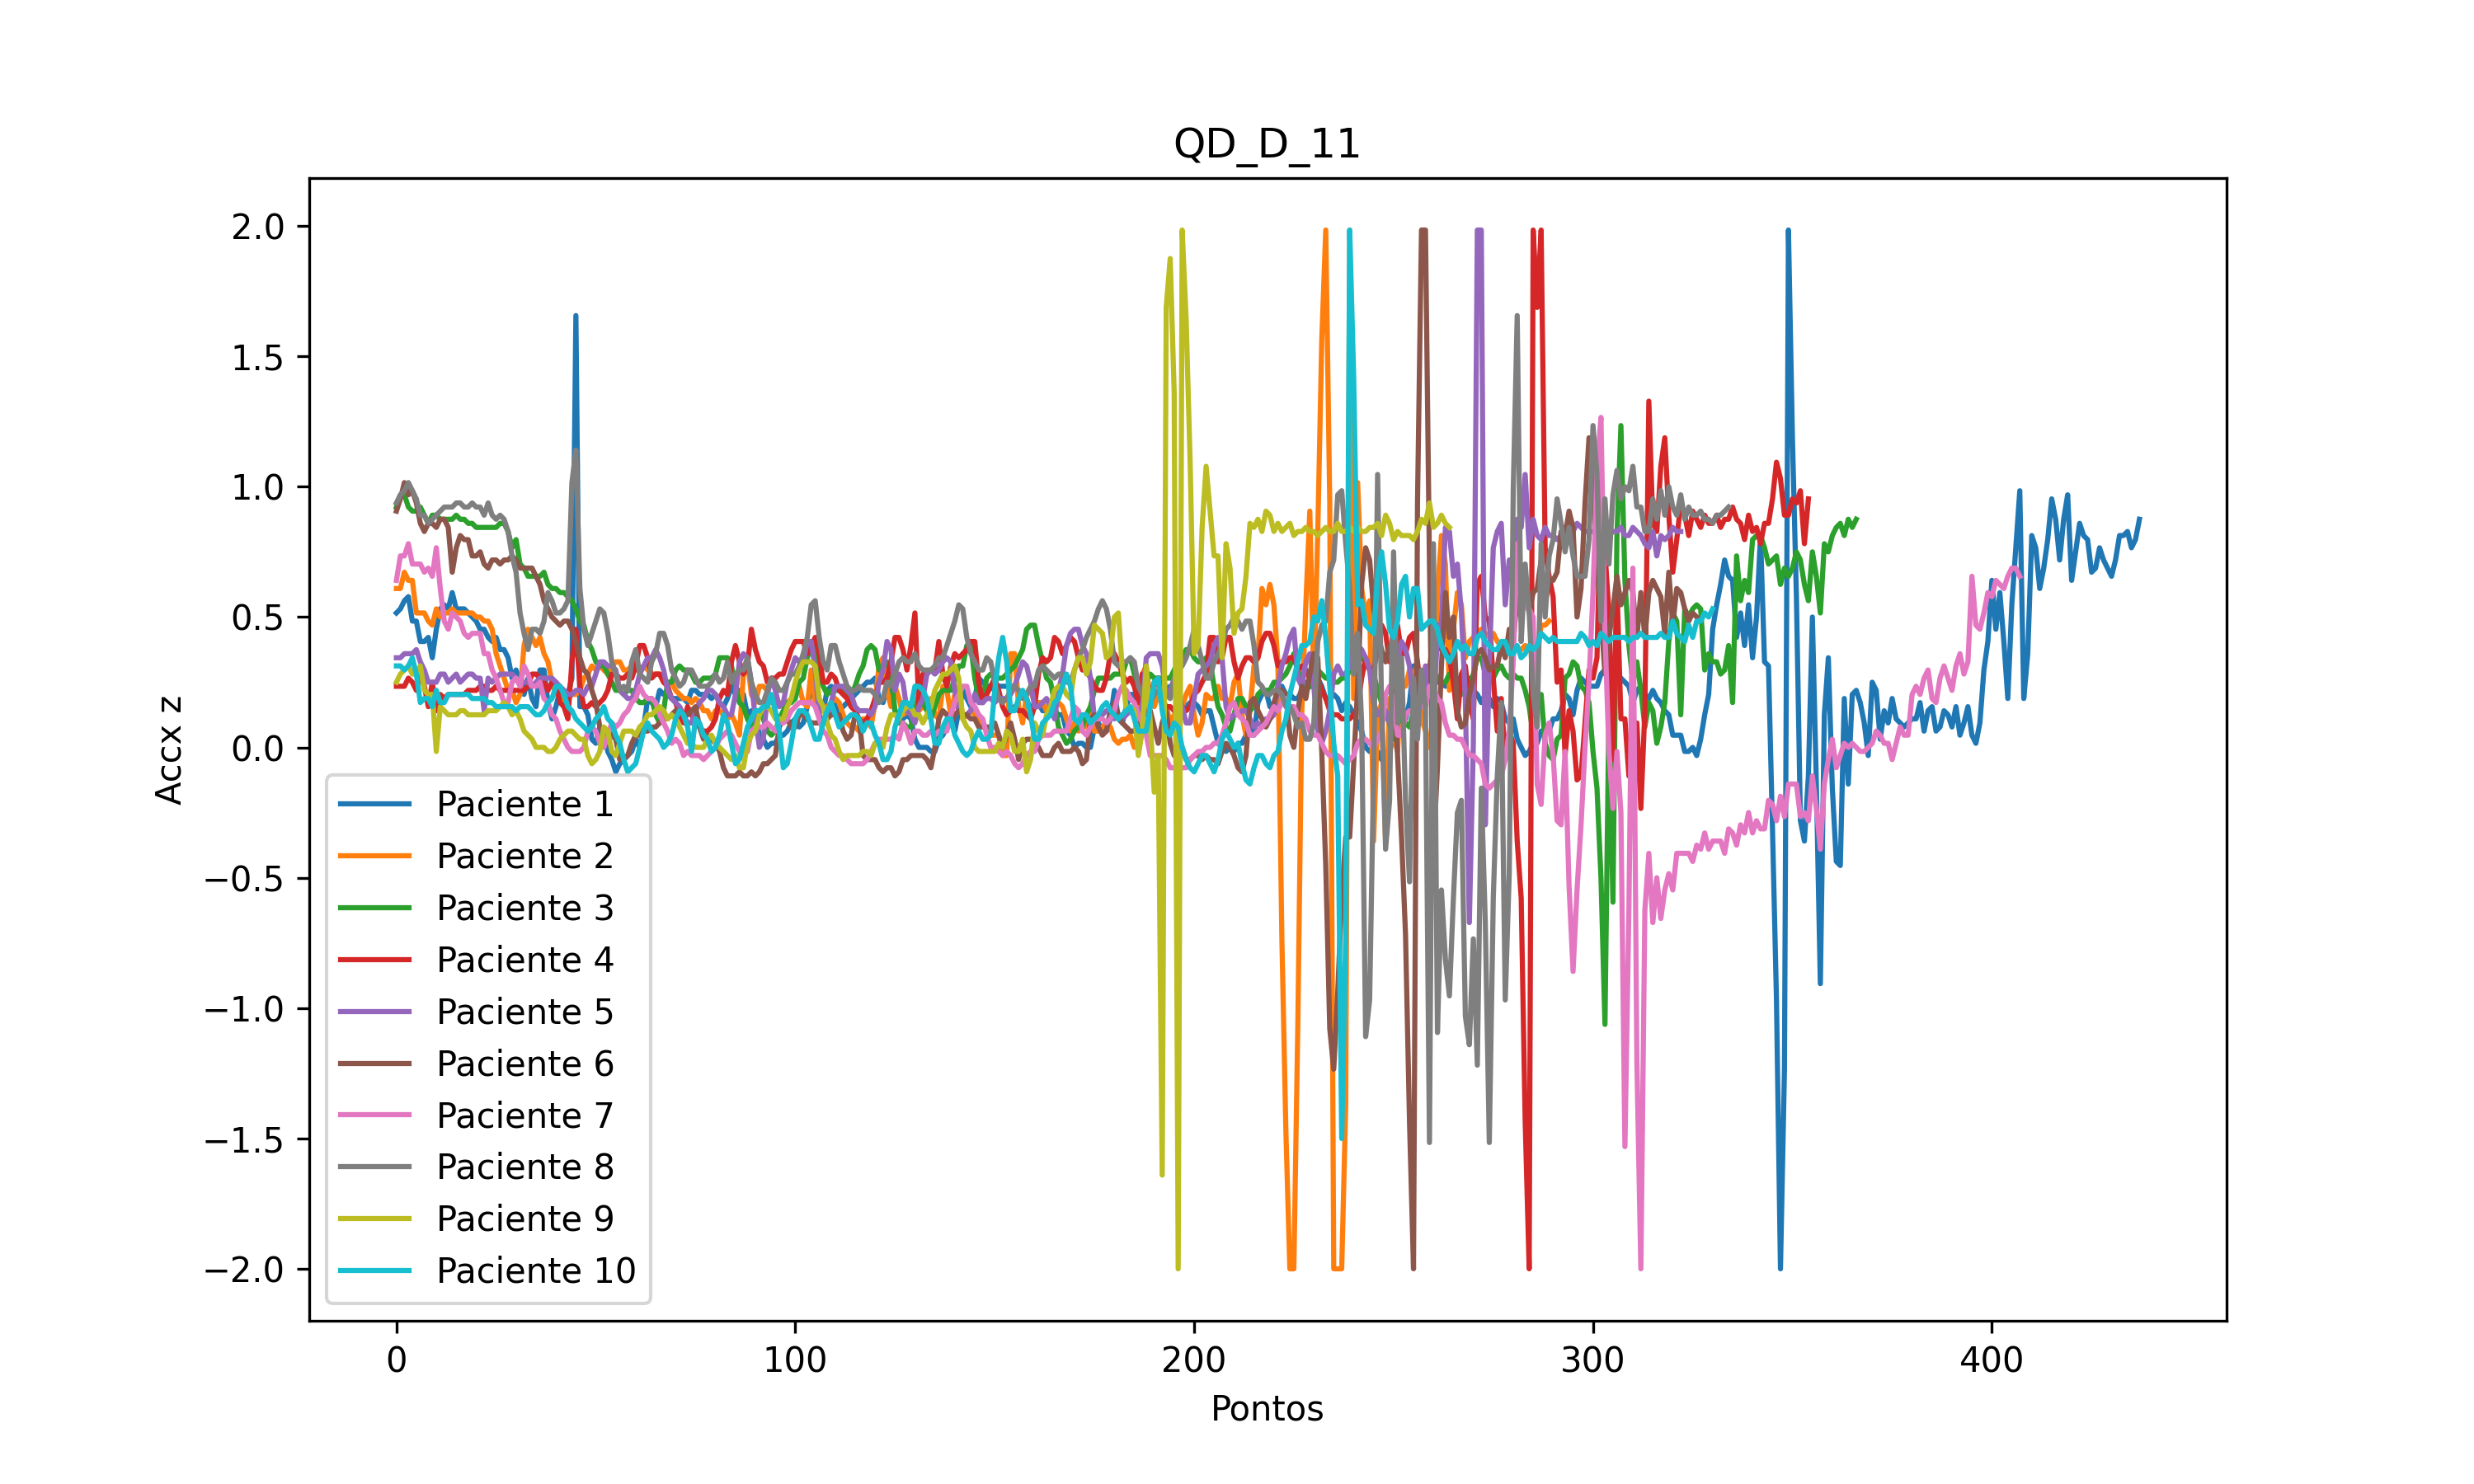 QD_D_11
Accx z
2.0
1.5
1.0
0.5
0.0
−0.5
−1.0
−1.5
−2.0
Paciente 1
Paciente 2
Paciente 3
Paciente 4
Paciente 5
Paciente 6
Paciente 7
Paciente 8
Paciente 9
Paciente 10
0 100 200 300 400
Pontos